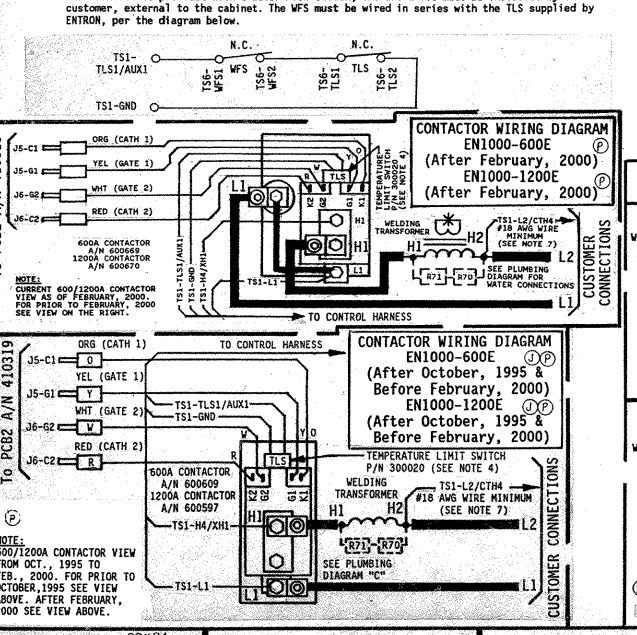 customer, external to the cabinet. The WFS must be wired in series with the TLS supplied by
ENTRON, per the diagram below.
N.C. N.C.
TS1-
TLS1/AUX1
TS6-
WFS1
WFS
TS6-
WFS2
TS6-
TLS1
TLS
TS6-
TLS2
TS1-GND
CONTACTOR WIRING DIAGRAM
EN1000-600E P
(After February, 2000)
EN1000-1200E P
(After February, 2000)
J5-C1 ORG (CATH 1)
J5-G1 YEL (GATE 1)
J6-G2 WHT (GATE 2)
J6-C2 RED (CATH 2)
600A CONTACTOR
A/N 600669
1200A CONTACTOR
A/N 600670
NOTE:
CURRENT 600/1200A CONTACTOR
VIEW AS OF FEBRUARY, 2000.
FOR PRIOR TO FEBRUARY, 2000
SEE VIEW ON THE RIGHT.
TS1-TLS1/AUX1
TS1-GND
TS1-H4/XH1
TS1-L1
L1
R W TLS Y O
K2 G2 G1 K1
H1
H1
L1
TEMPERATURE
LIMIT SWITCH
P/N 300020
(SEE NOTE 4)
WELDING
TRANSFORMER
H1 H2
R71 R70
TS1-L2/CTH4
#18 AWG WIRE
MINIMUM
(SEE NOTE 7)
SEE PLUMBING
DIAGRAM FOR
WATER CONNECTIONS
L2
L1
CUSTOMER
CONNECTIONS
TO CONTROL HARNESS
To PCB2 A/N 410319
J5-C1 ORG (CATH 1) O
J5-G1 YEL (GATE 1) Y
J6-G2 WHT (GATE 2) W
J6-C2 RED (CATH 2) R
TO CONTROL HARNESS
CONTACTOR WIRING DIAGRAM
EN1000-600E J P
(After October, 1995 &
Before February, 2000)
EN1000-1200E J P
(After October, 1995 &
Before February, 2000)
TS1-TLS1/AUX1
TS1-GND
W Y O
R TLS
K2 G2 G1 K1
TEMPERATURE LIMIT SWITCH
P/N 300020 (SEE NOTE 4)
600A CONTACTOR
A/N 600609
1200A CONTACTOR
A/N 600597
TS1-H4/XH1
H1
WELDING
TRANSFORMER
H1 H2
TS1-L2/CTH4
#18 AWG WIRE MINIMUM
(SEE NOTE 7)
L2
R71 R70
SEE PLUMBING
DIAGRAM "C"
TS1-L1
L1
L1
CUSTOMER CONNECTIONS
P
NOTE:
600/1200A CONTACTOR VIEW
FROM OCT., 1995 TO
FEB., 2000. FOR PRIOR TO
OCTOBER,1995 SEE VIEW
ABOVE. AFTER FEBRUARY,
2000 SEE VIEW ABOVE.